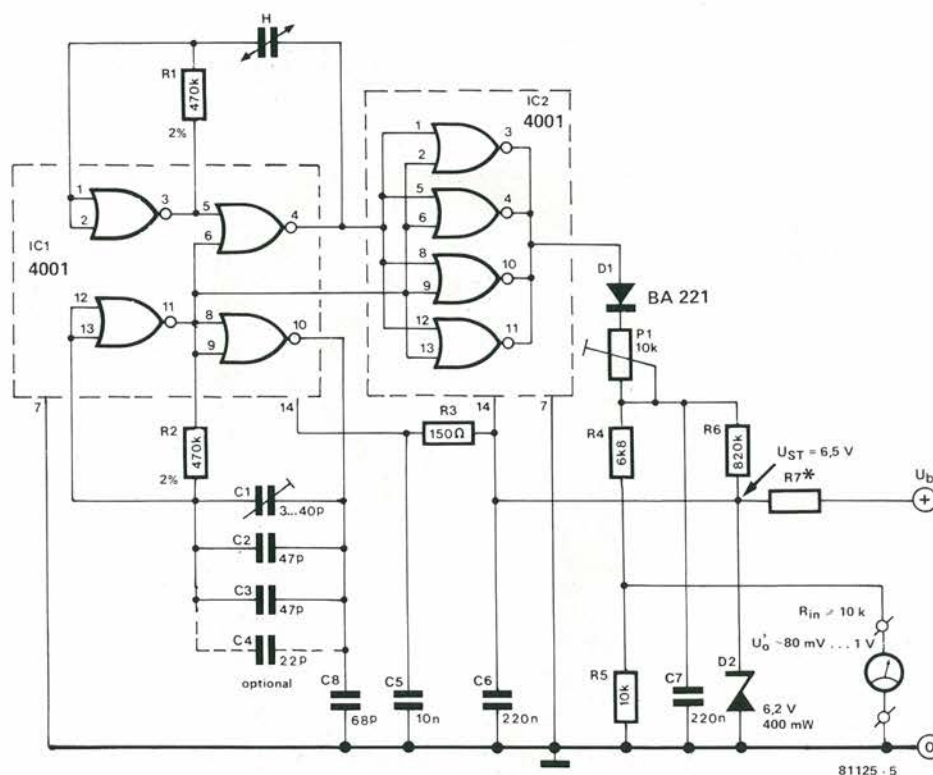 H
R1
470k
2%
IC2
4001
1
2
3
5
6
4
8
9
10
12
13
11
1
2
3
5
6
4
IC1
4001
12
13
11
8
9
10
7
14
D1
BA 221
P1
10k
R2
470k
2%
R3
150Ω
14
7
R4
6k8
R6
820k
U_ST = 6,5 V
R7*
U_b
+
C1
3...40p
C2
47p
C3
47p
C4
22p
optional
C8
68p
C5
10n
C6
220n
R5
10k
C7
220n
D2
6,2 V
400 mW
R_in ≥ 10 k
U'_o ~80 mV ... 1 V
0
81125 - 5